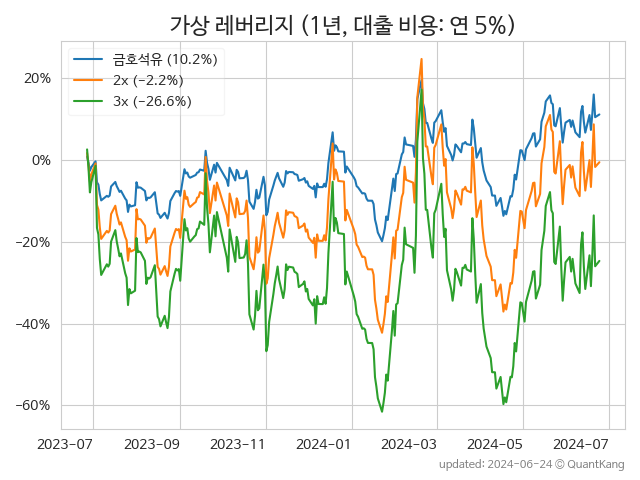 가상 레버리지 (1년, 대출 비용: 연 5%)
금호석유 (10.2%)
2x (−2.2%)
3x (−26.6%)
20%
0%
−20%
−40%
−60%
2023-07 2023-09 2023-11 2024-01 2024-03 2024-05 2024-07
updated: 2024-06-24 ⓒ QuantKang